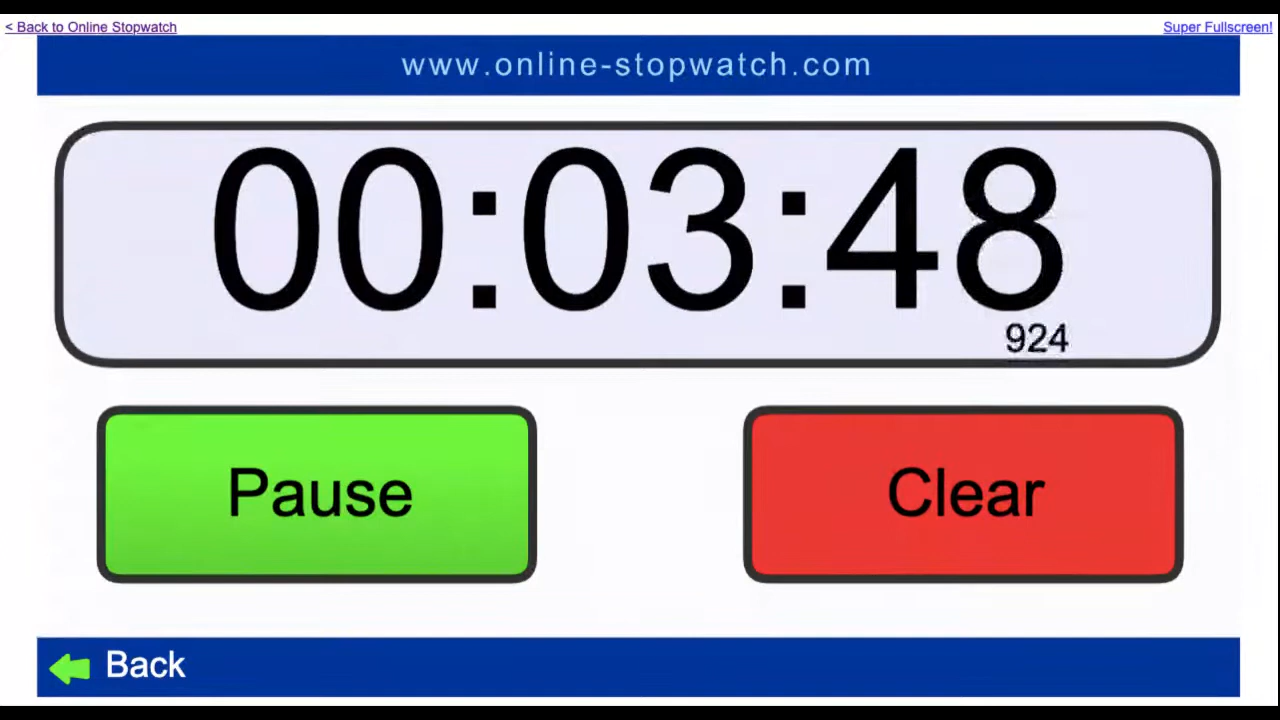 < Back to Online Stopwatch
Super Fullscreen!
www.online-stopwatch.com
00:03:48
924
Pause
Clear
Back